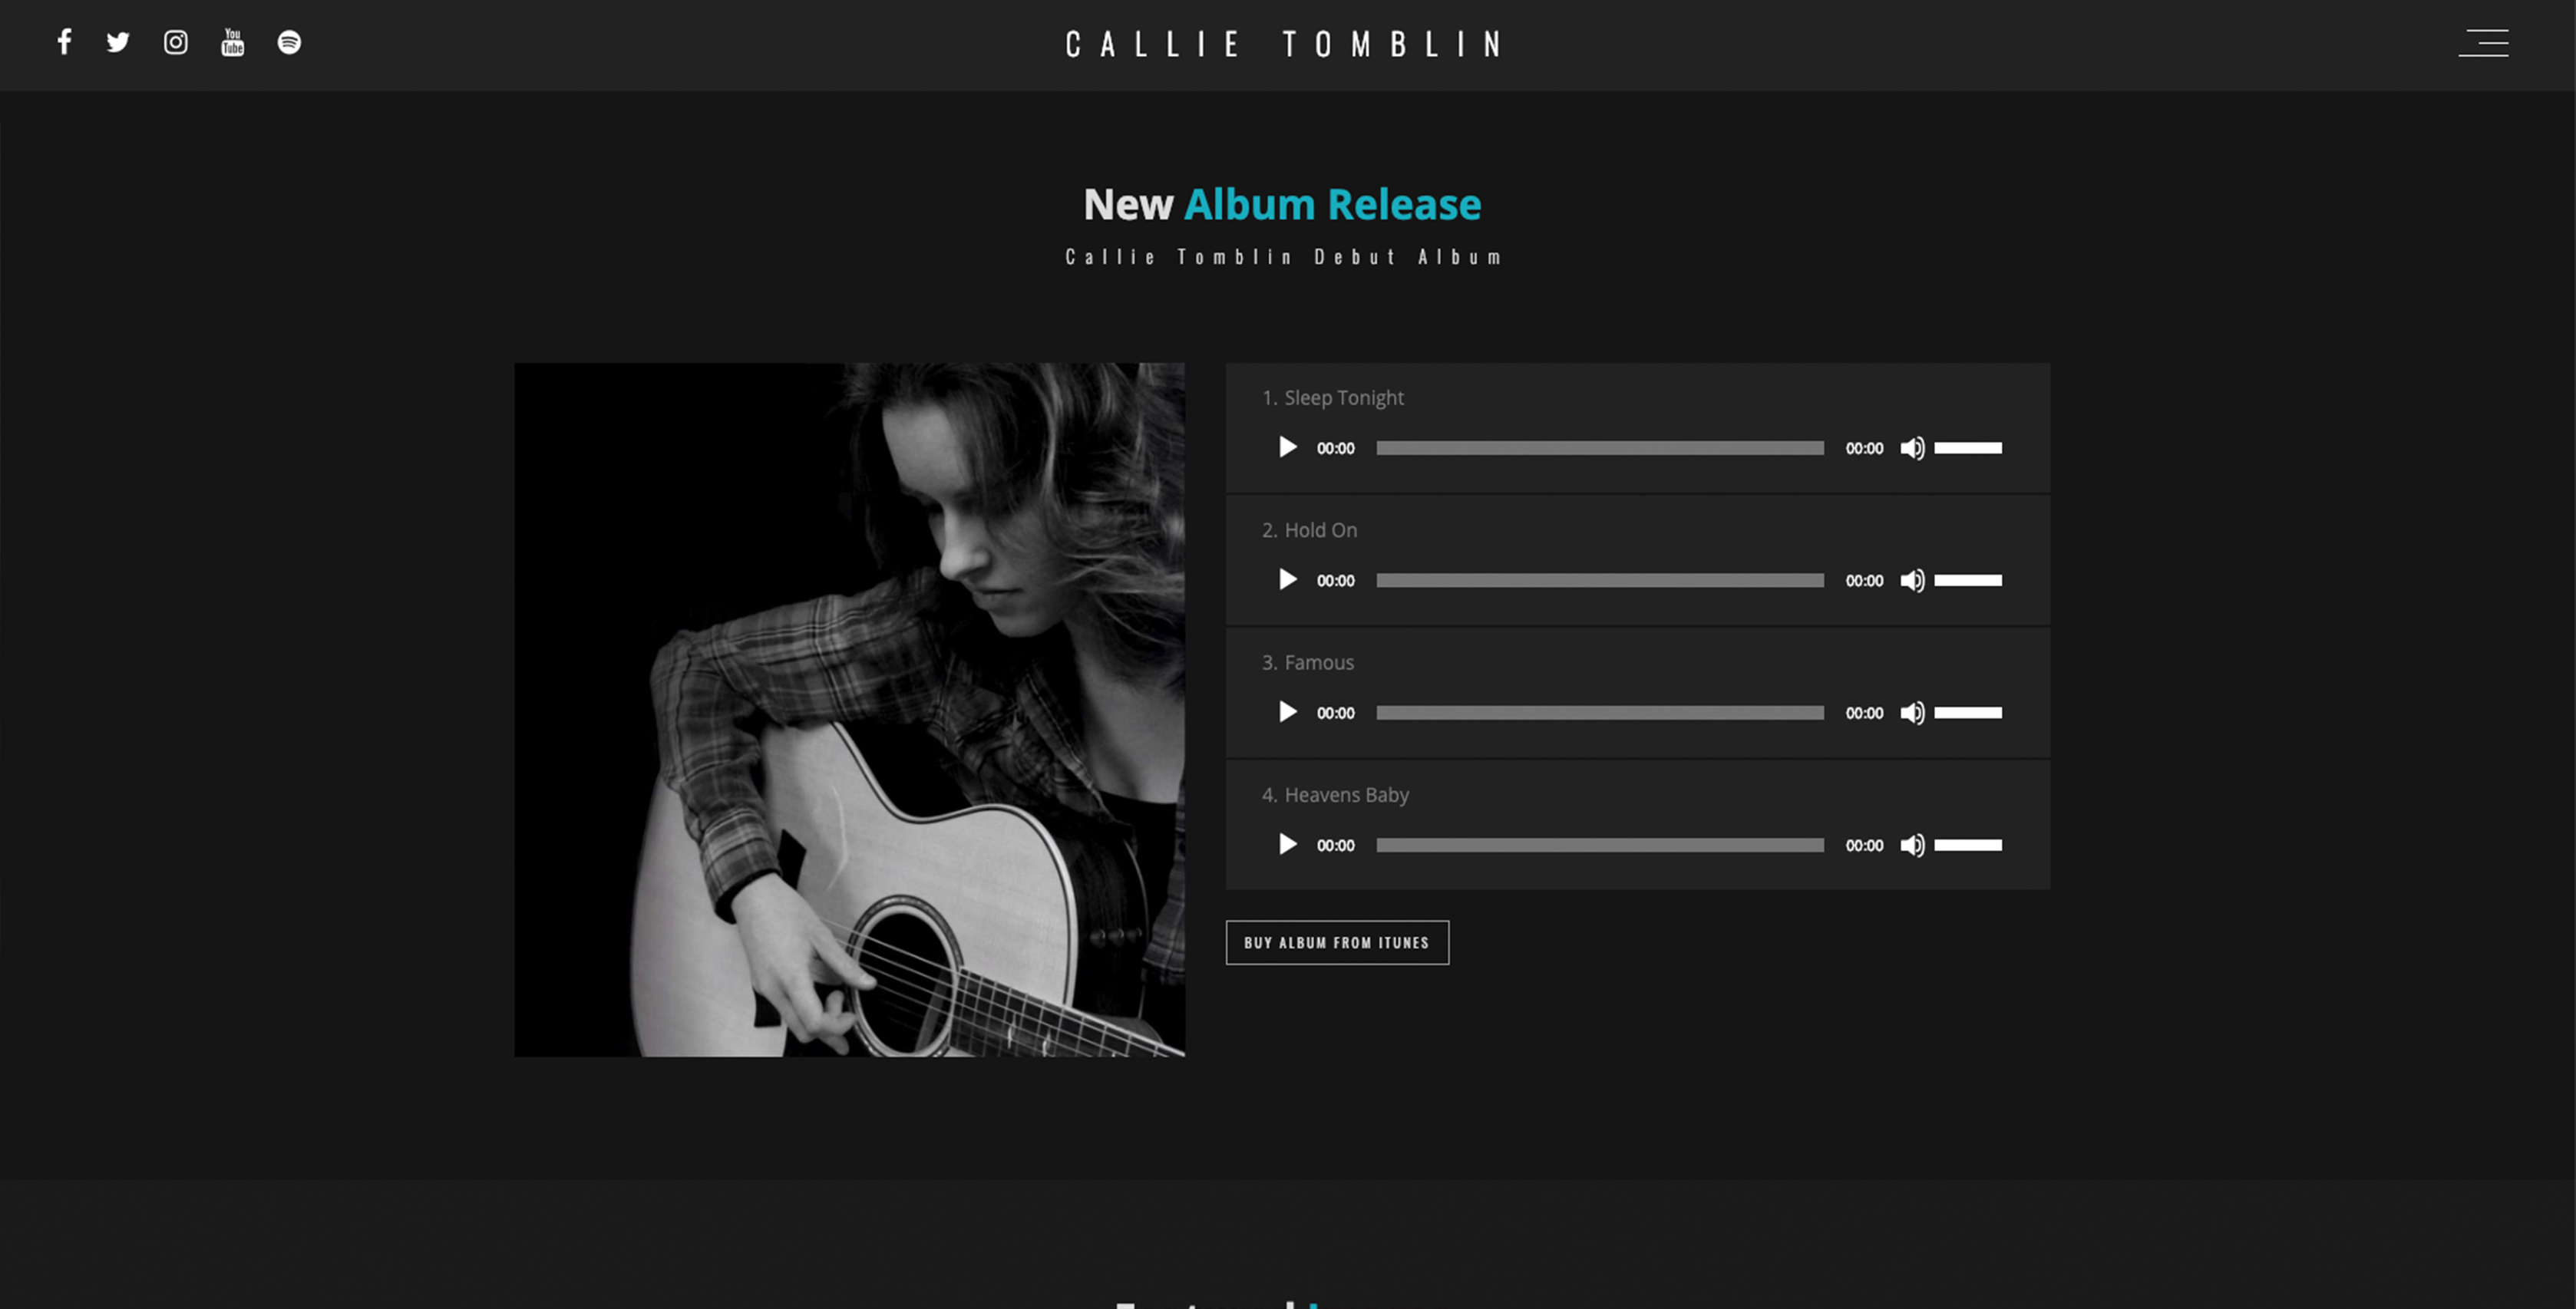 You
Tube
CALLIE TOMBLIN
New Album Release
Callie Tomblin Debut Album
1. Sleep Tonight
00:00 00:00
2. Hold On
00:00 00:00
3. Famous
00:00 00:00
4. Heavens Baby
00:00 00:00
BUY ALBUM FROM ITUNES